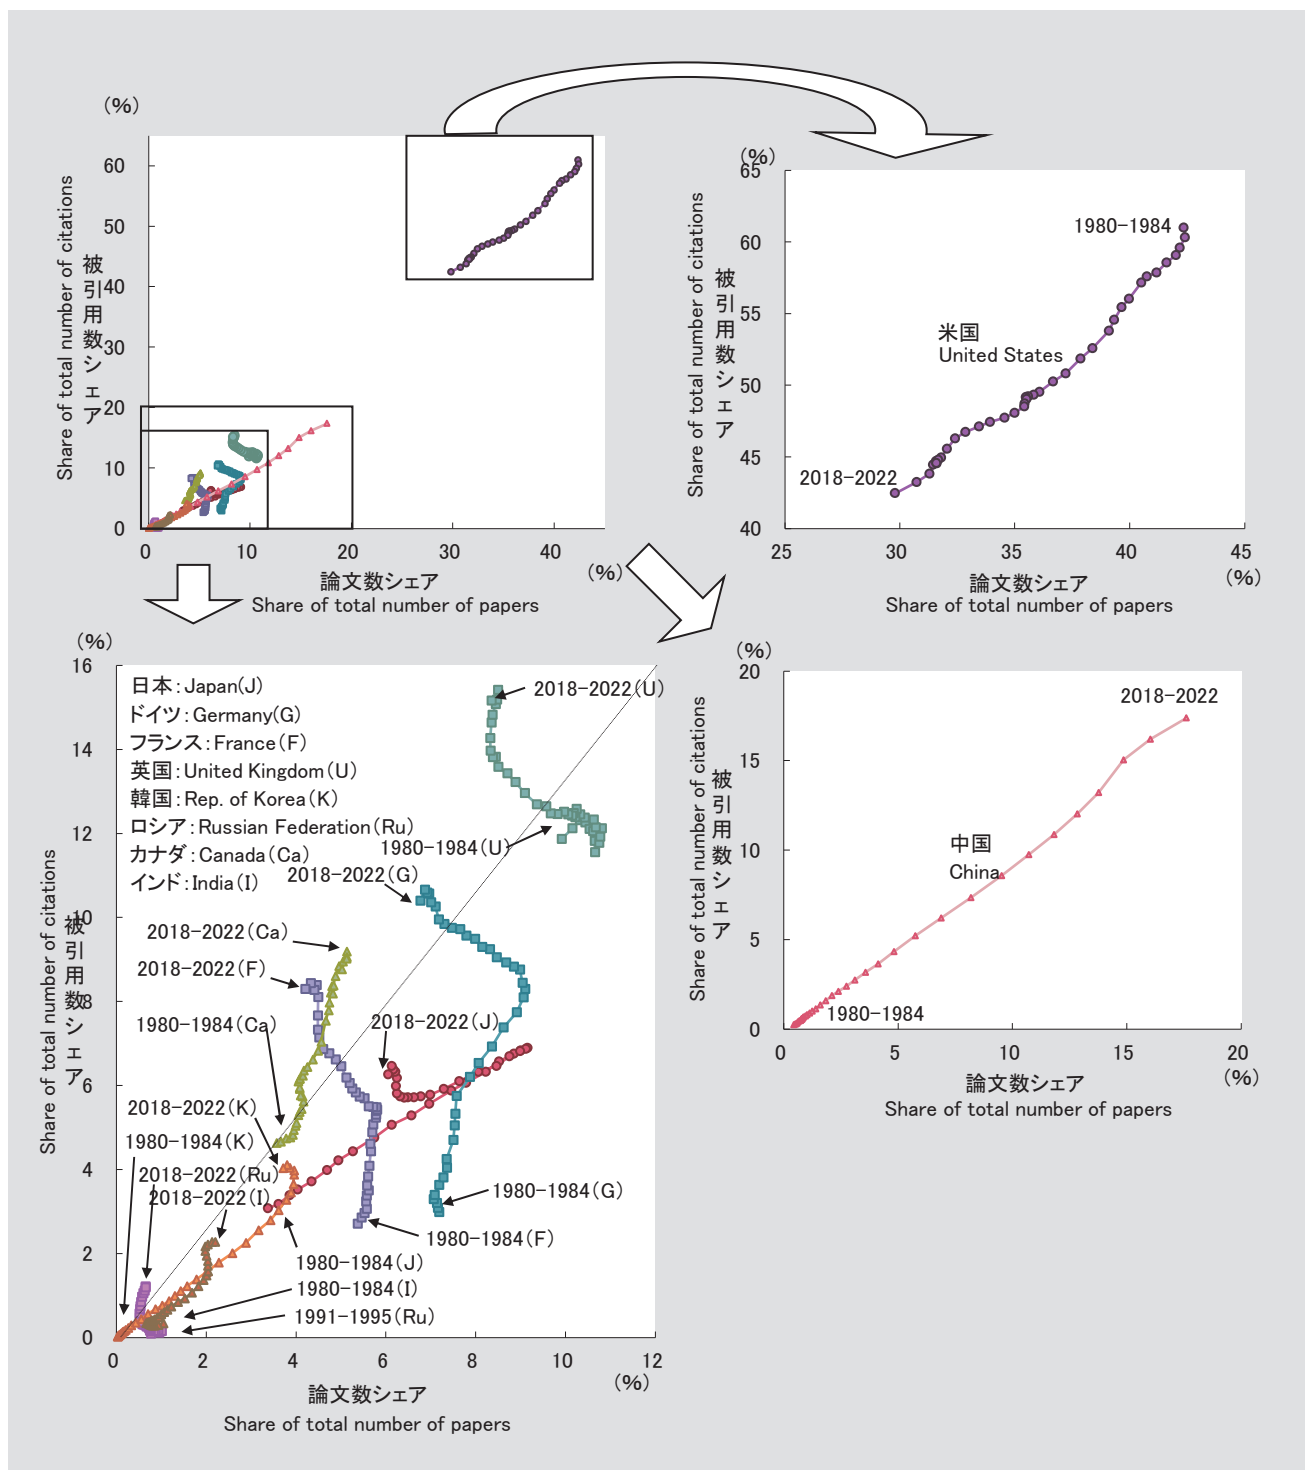 (%)
60
50
40
30
20
10
0
Share of total number of citations
被引用数シェア
0
10
20
30
40
(%)
論文数シェア
Share of total number of papers
(%)
65
60
55
50
45
40
Share of total number of citations
被引用数シェア
1980-1984
米国
United States
2018-2022
25
30
35
40
45
(%)
論文数シェア
Share of total number of papers
(%)
16
14
12
10
8
6
4
2
0
Share of total number of citations
被引用数シェア
日本:Japan(J)
ドイツ:Germany(G)
フランス:France(F)
英国:United Kingdom(U)
韓国:Rep. of Korea(K)
ロシア:Russian Federation(Ru)
カナダ:Canada(Ca)
インド:India(I)
2018-2022(U)
1980-1984(U)
2018-2022(G)
2018-2022(Ca)
2018-2022(F)
1980-1984(Ca)
2018-2022(J)
2018-2022(K)
1980-1984(K)
2018-2022(Ru)
2018-2022(I)
1980-1984(G)
1980-1984(F)
1980-1984(J)
1980-1984(I)
1991-1995(Ru)
0
2
4
6
8
10
12
(%)
論文数シェア
Share of total number of papers
(%)
20
15
10
5
0
Share of total number of citations
被引用数シェア
2018-2022
中国
China
1980-1984
0
5
10
15
20
(%)
論文数シェア
Share of total number of papers